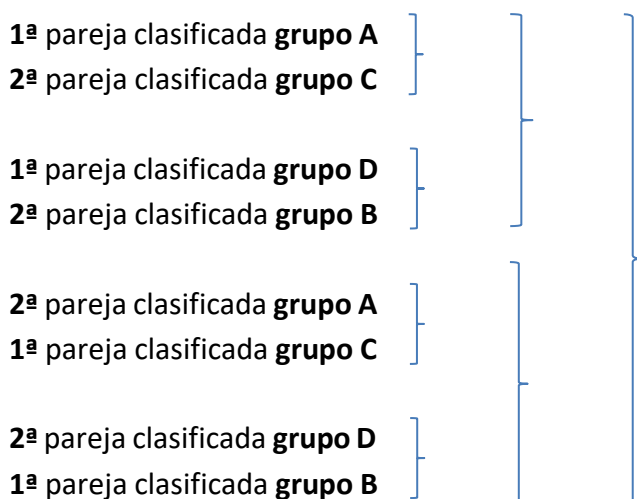 1ª pareja clasificada grupo A
2ª pareja clasificada grupo C
1ª pareja clasificada grupo D
2ª pareja clasificada grupo B
2ª pareja clasificada grupo A
1ª pareja clasificada grupo C
2ª pareja clasificada grupo D
1ª pareja clasificada grupo B